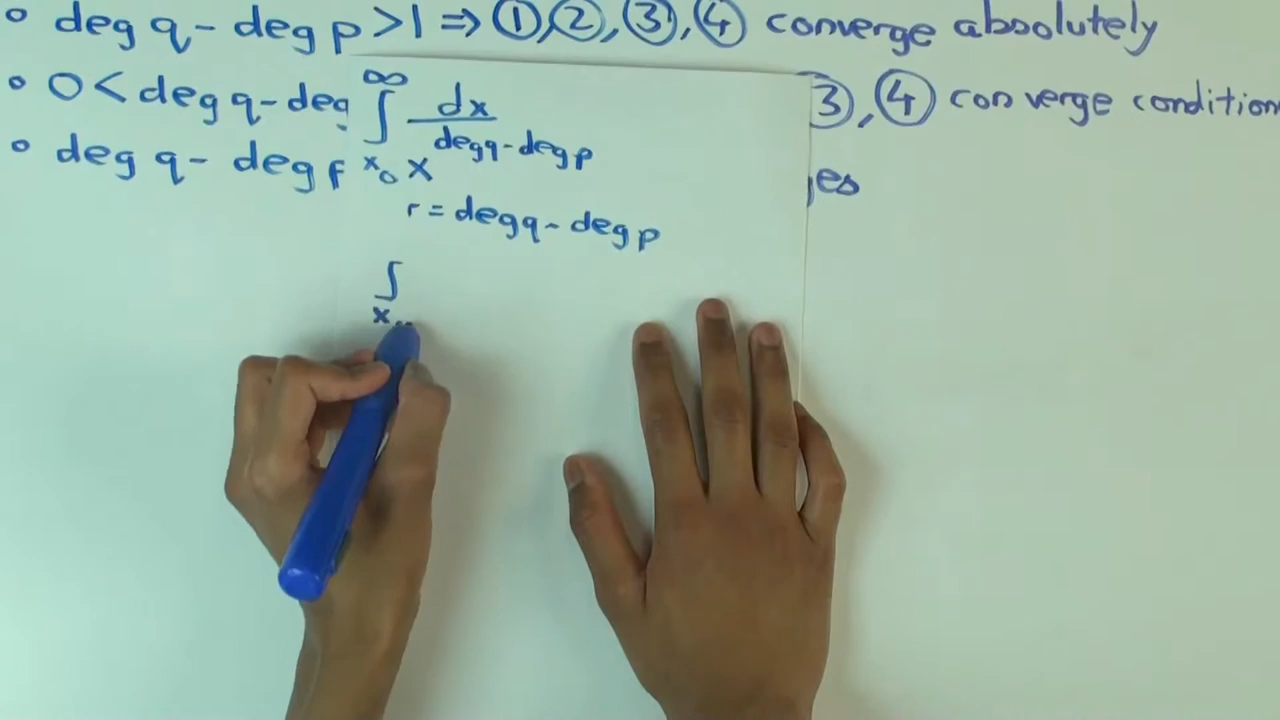 ° deg q - deg p > 1 ⇒ ①, ②, ③, ④ converge absolutely
° 0 < deg q - deg ③, ④ converge condition
° deg q - deg es
∫_{x₀}^{∞} dx / x^{deg q - deg p}
r = deg q - deg p
∫_x